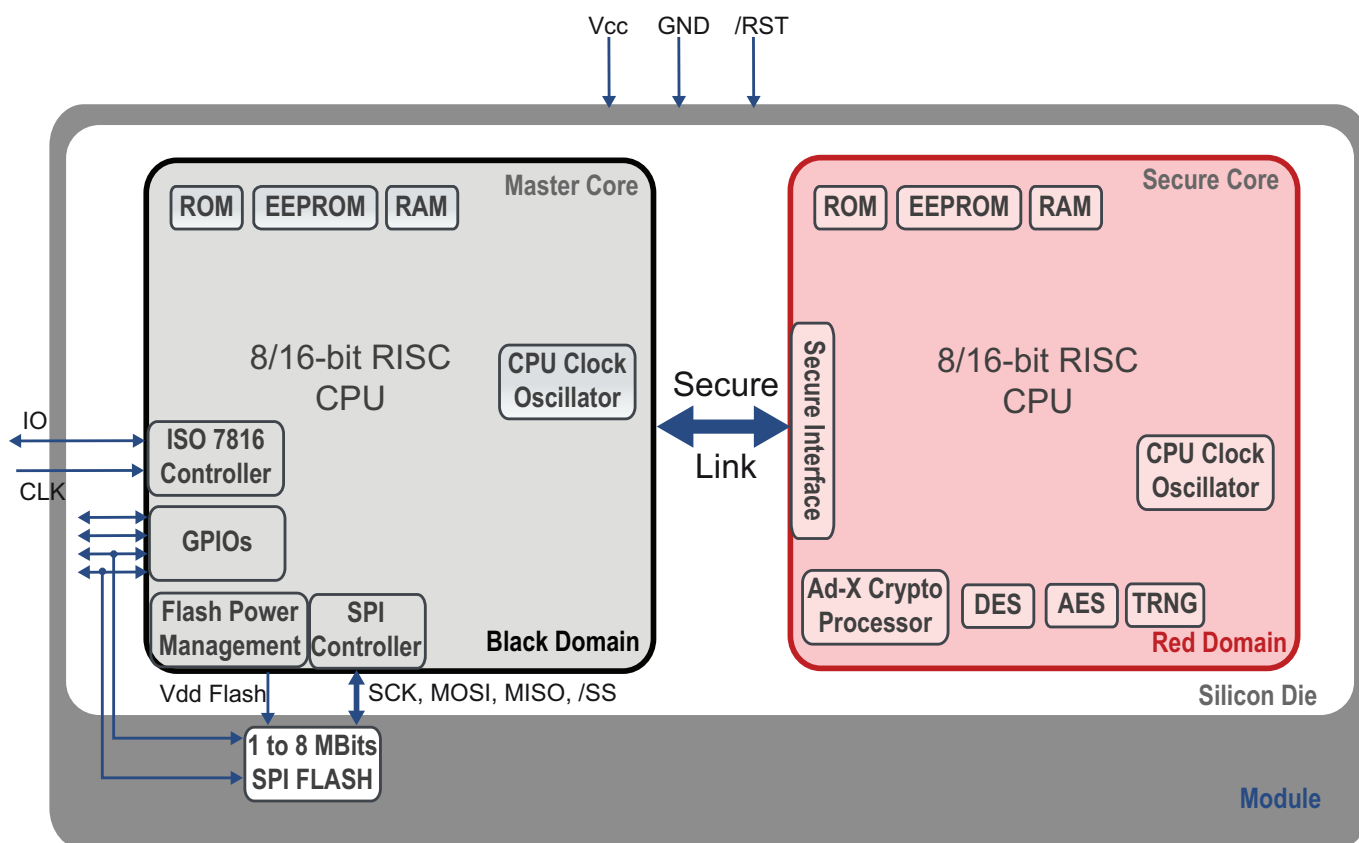 Vcc GND /RST
Master Core
ROM EEPROM RAM
8/16-bit RISC
CPU
CPU Clock
Oscillator
IO
CLK
ISO 7816
Controller
GPIOs
Flash Power
Management
SPI
Controller
Black Domain
Vdd Flash
SCK, MOSI, MISO, /SS
1 to 8 MBits
SPI FLASH
Secure
Link
Secure Core
ROM EEPROM RAM
Secure Interface
8/16-bit RISC
CPU
CPU Clock
Oscillator
Ad-X Crypto
Processor
DES AES TRNG
Red Domain
Silicon Die
Module